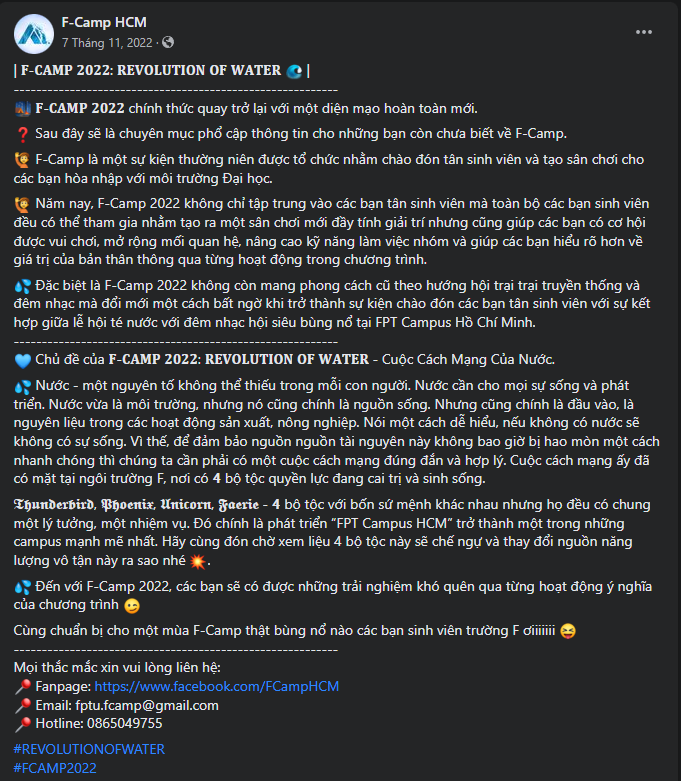 F-Camp HCM
7 Tháng 11, 2022 ·
| F-CAMP 2022: REVOLUTION OF WATER 🌊 |
------------------------------------------------------------
🌌 F-CAMP 2022 chính thức quay trở lại với một diện mạo hoàn toàn mới.
❓ Sau đây sẽ là chuyên mục phổ cập thông tin cho những bạn còn chưa biết về F-Camp.
🙋 F-Camp là một sự kiện thường niên được tổ chức nhằm chào đón tân sinh viên và tạo sân chơi cho
các bạn hòa nhập với môi trường Đại học.
🙋 Năm nay, F-Camp 2022 không chỉ tập trung vào các bạn tân sinh viên mà toàn bộ các bạn sinh viên
đều có thể tham gia nhằm tạo ra một sân chơi mới đầy tính giải trí nhưng cũng giúp các bạn có cơ hội
được vui chơi, mở rộng mối quan hệ, nâng cao kỹ năng làm việc nhóm và giúp các bạn hiểu rõ hơn về
giá trị của bản thân thông qua từng hoạt động trong chương trình.
💦 Đặc biệt là F-Camp 2022 không còn mang phong cách cũ theo hướng hội trại trại truyền thống và
đêm nhạc mà đổi mới một cách bất ngờ khi trở thành sự kiện chào đón các bạn tân sinh viên với sự kết
hợp giữa lễ hội té nước với đêm nhạc hội siêu bùng nổ tại FPT Campus Hồ Chí Minh.
------------------------------------------------------------
💙 Chủ đề của F-CAMP 2022: REVOLUTION OF WATER - Cuộc Cách Mạng Của Nước.
💦 Nước - một nguyên tố không thể thiếu trong mỗi con người. Nước cần cho mọi sự sống và phát
triển. Nước vừa là môi trường, nhưng nó cũng chính là nguồn sống. Nhưng cũng chính là đầu vào, là
nguyên liệu trong các hoạt động sản xuất, nông nghiệp. Nói một cách dễ hiểu, nếu không có nước sẽ
không có sự sống. Vì thế, để đảm bảo nguồn nguồn tài nguyên này không bao giờ bị hao mòn một cách
nhanh chóng thì chúng ta cần phải có một cuộc cách mạng đúng đắn và hợp lý. Cuộc cách mạng ấy đã
có mặt tại ngôi trường F, nơi có 4 bộ tộc quyền lực đang cai trị và sinh sống.
𝕿𝖍𝖚𝖓𝖉𝖊𝖗𝖇𝖎𝖗𝖉, 𝕻𝖍𝖔𝖊𝖓𝖎𝖝, 𝖀𝖓𝖎𝖈𝖔𝖗𝖓, 𝕱𝖆𝖊𝖗𝖎𝖊 - 4 bộ tộc với bốn sứ mệnh khác nhau nhưng họ đều có chung
một lý tưởng, một nhiệm vụ. Đó chính là phát triển "FPT Campus HCM" trở thành một trong những
campus mạnh mẽ nhất. Hãy cùng đón chờ xem liệu 4 bộ tộc này sẽ chế ngự và thay đổi nguồn năng
lượng vô tận này ra sao nhé 💥.
💦 Đến với F-Camp 2022, các bạn sẽ có được những trải nghiệm khó quên qua từng hoạt động ý nghĩa
của chương trình 😉
Cùng chuẩn bị cho một mùa F-Camp thật bùng nổ nào các bạn sinh viên trường F ơiiiiiii 😝
------------------------------------------------------------
Mọi thắc mắc xin vui lòng liên hệ:
📍 Fanpage: https://www.facebook.com/FCampHCM
📍 Email: fptu.fcamp@gmail.com
📍 Hotline: 0865049755
#REVOLUTIONOFWATER
#FCAMP2022